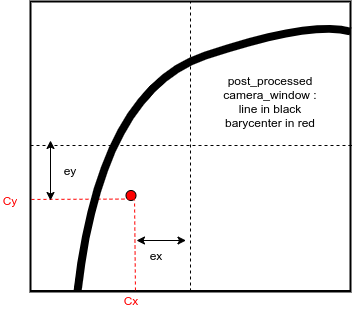 post_processed
camera_window :
line in black
barycenter in red
ey
Cy
ex
Cx